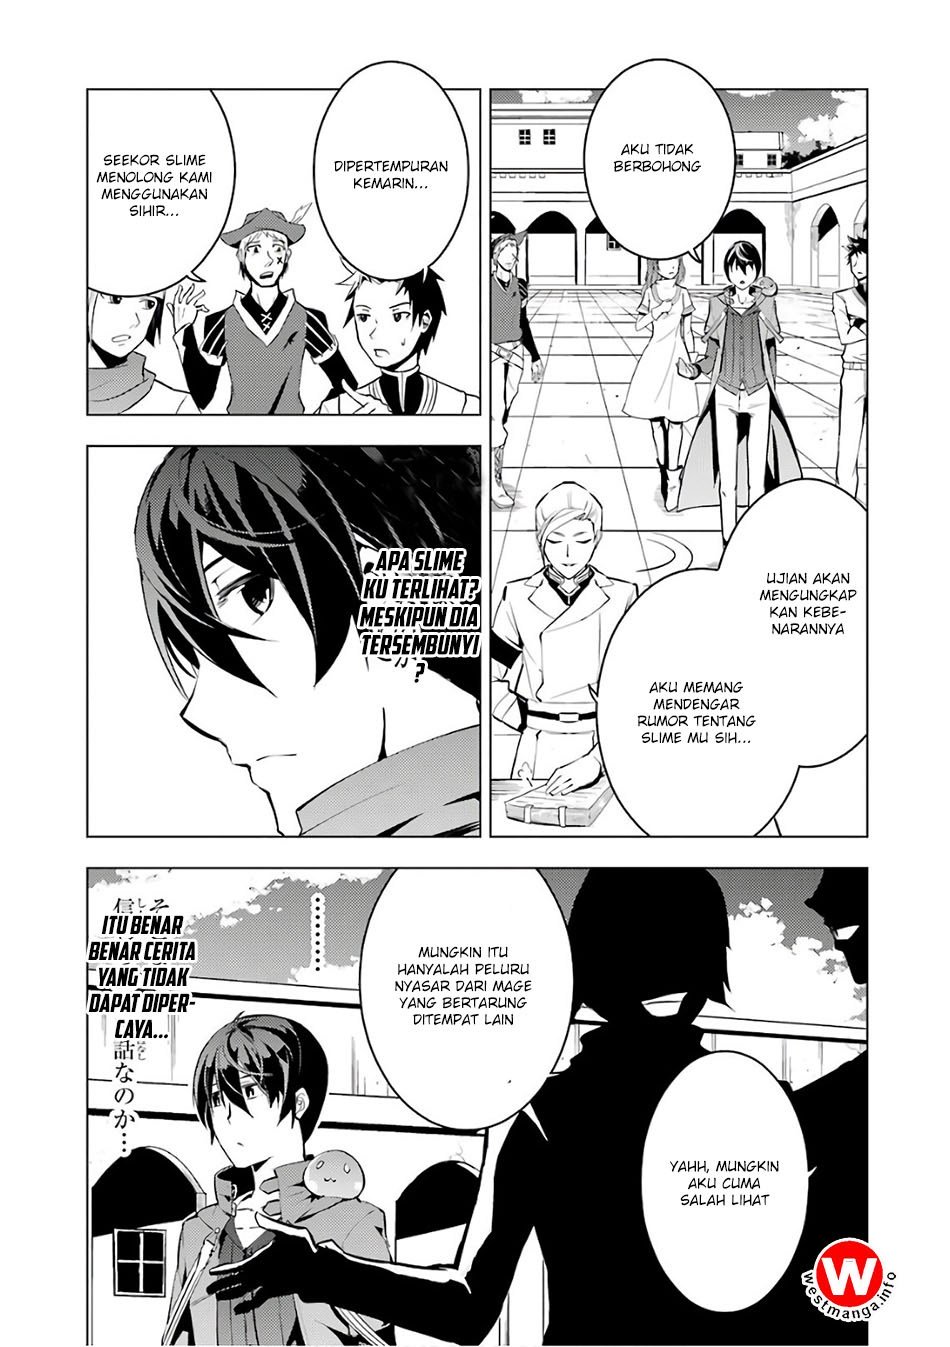 AKU TIDAK
BERBOHONG
UJIAN AKAN
MENGUNGKAP
KAN KEBE-
NARANNYA
AKU MEMANG
MENDENGAR
RUMOR TENTANG
SLIME MU SIH...
DIPERTEMPURAN
KEMARIN...
SEEKOR SLIME
MENOLONG KAMI
MENGGUNAKAN
SIHIR...
APA SLIME
KU TERLIHAT?
MESKIPUN DIA
TERSEMBUNYI
?
MUNGKIN ITU
HANYALAH PELURU
NYASAR DARI MAGE
YANG BERTARUNG
DITEMPAT LAIN
YAHH, MUNGKIN
AKU CUMA
SALAH LIHAT
………
ITU BENAR
BENAR CERITA
YANG TIDAK
DAPAT DIPER-
CAYA...
話なのか…
はなし
W
westmanga.info